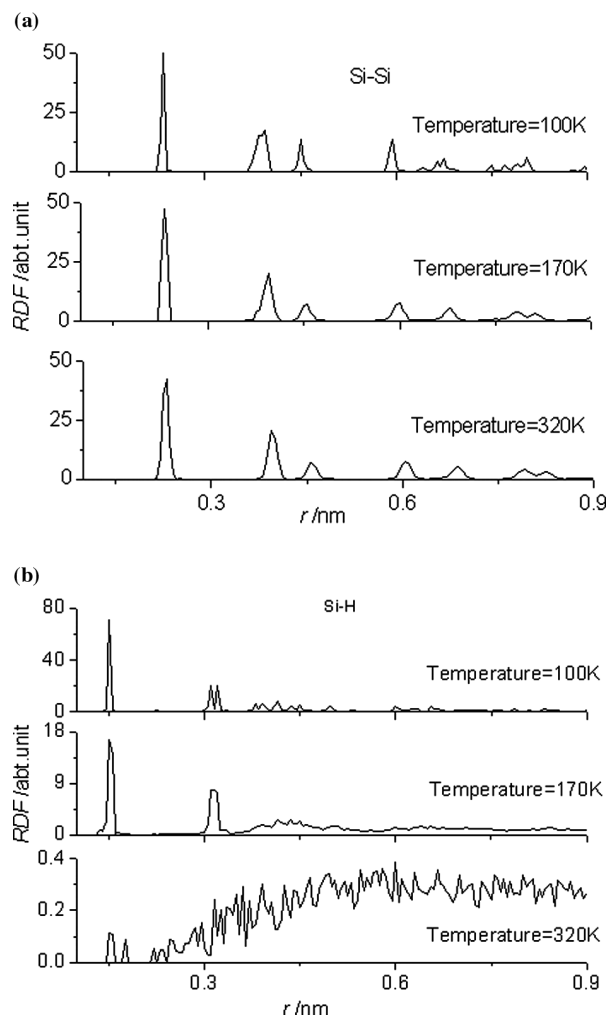 (a)
50
Si-Si
25
Temperature=100K
0
50
25
RDF /abt.unit
Temperature=170K
0
50
25
Temperature=320K
0
0.3
0.6
0.9
r /nm
(b)
80
Si-H
40
Temperature=100K
0
18
9
RDF /abt.unit
Temperature=170K
0
0.4
0.2
Temperature=320K
0.0
0.3
0.6
0.9
r /nm